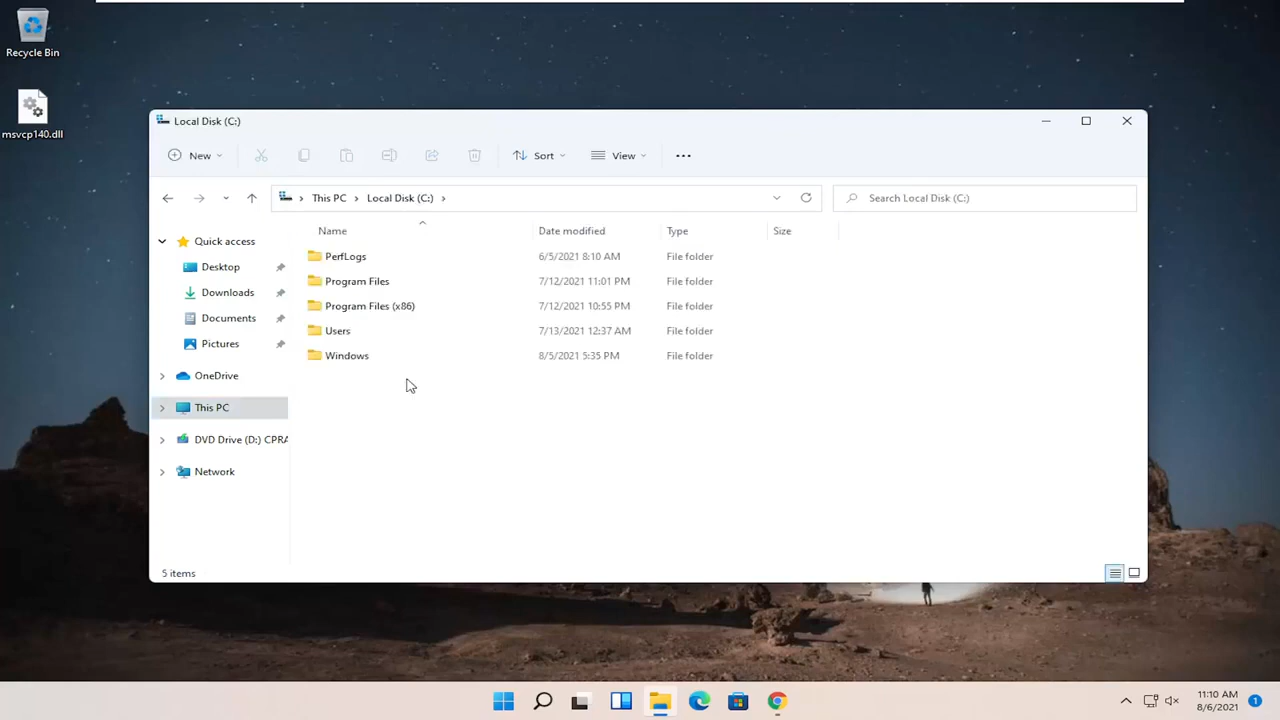 Recycle Bin
msvcp140.dll
Local Disk (C:)
New
Sort
View
This PC
Local Disk (C:)
Search Local Disk (C:)
Quick access
Desktop
Downloads
Documents
Pictures
OneDrive
This PC
DVD Drive (D:) CPRA
Network
Name Date modified Type Size
PerfLogs 6/5/2021 8:10 AM File folder
Program Files 7/12/2021 11:01 PM File folder
Program Files (x86) 7/12/2021 10:55 PM File folder
Users 7/13/2021 12:37 AM File folder
Windows 8/5/2021 5:35 PM File folder
5 items
11:10 AM
8/6/2021
1